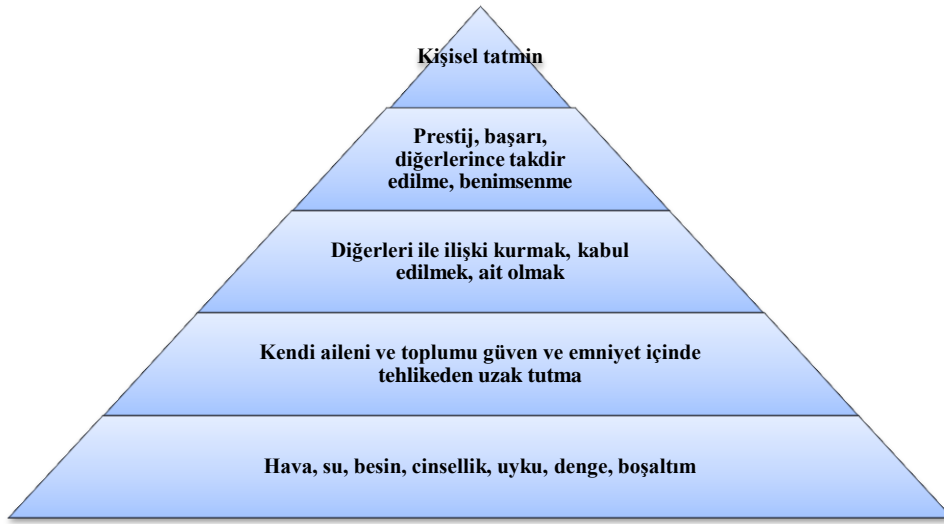 Kişisel tatmin
Prestij, başarı,
diğerlerince takdir
edilme, benimsenme
Diğerleri ile ilişki kurmak, kabul
edilmek, ait olmak
Kendi aileni ve toplumu güven ve emniyet içinde
tehlikeden uzak tutma
Hava, su, besin, cinsellik, uyku, denge, boşaltım